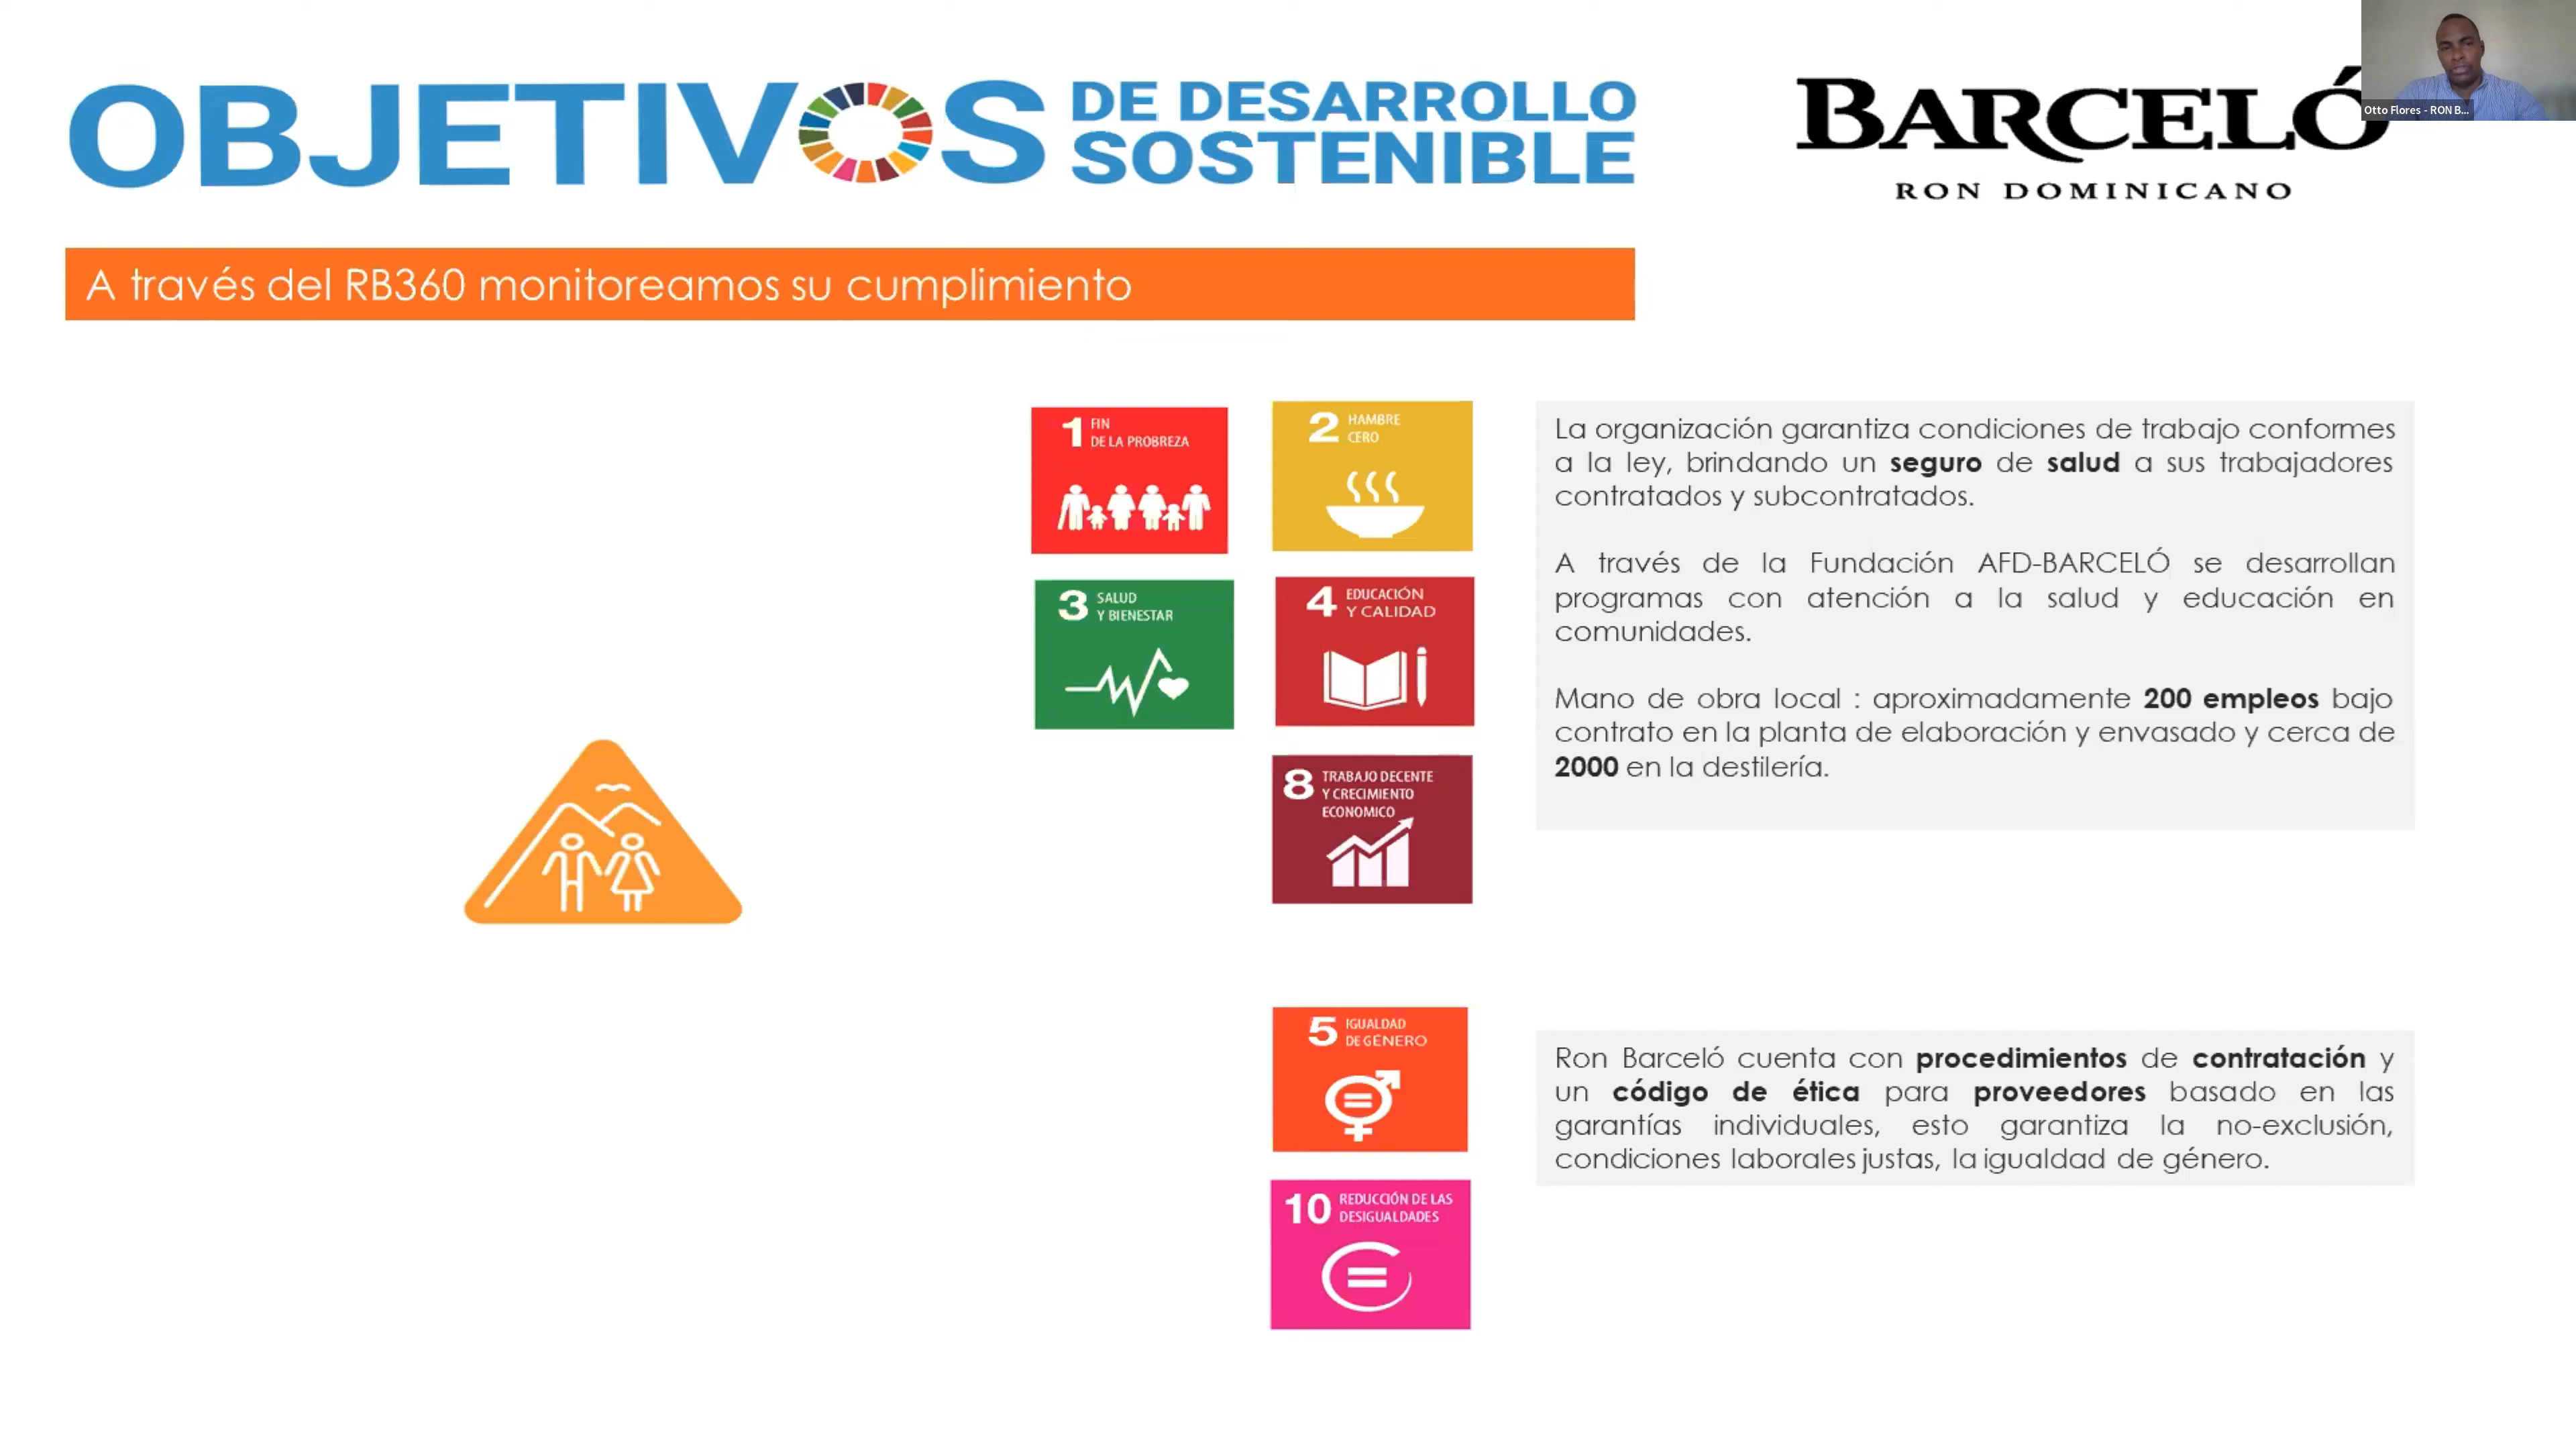 OBJETIVOS DE DESARROLLO
SOSTENIBLE
BARCELÓ
RON DOMINICANO
Otto Flores - RON B...
A través del RB360 monitoreamos su cumplimiento
1 FIN
DE LA PROBREZA
2 HAMBRE
CERO
3 SALUD
Y BIENESTAR
4 EDUCACIÓN
Y CALIDAD
8 TRABAJO DECENTE
Y CRECIMIENTO
ECONOMICO
La organización garantiza condiciones de trabajo conformes
a la ley, brindando un seguro de salud a sus trabajadores
contratados y subcontratados.
A través de la Fundación AFD-BARCELÓ se desarrollan
programas con atención a la salud y educación en
comunidades.
Mano de obra local : aproximadamente 200 empleos bajo
contrato en la planta de elaboración y envasado y cerca de
2000 en la destilería.
5 IGUALDAD
DE GÉNERO
10 REDUCCIÓN DE LAS
DESIGUALDADES
Ron Barceló cuenta con procedimientos de contratación y
un código de ética para proveedores basado en las
garantías individuales, esto garantiza la no-exclusión,
condiciones laborales justas, la igualdad de género.